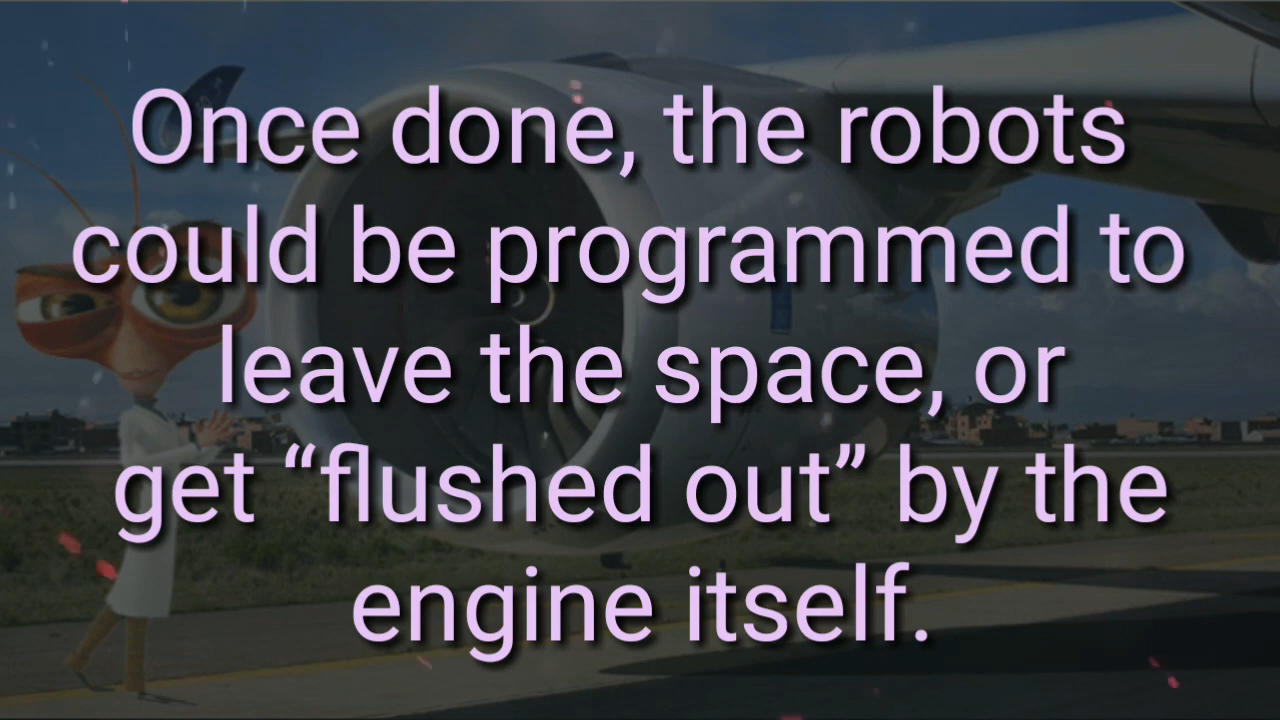 Once done, the robots
could be programmed to
leave the space, or
get “flushed out” by the
engine itself.